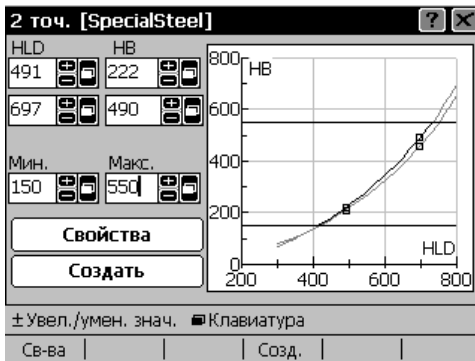 2 точ. [SpecialSteel] ? X
HLD HB
491 222
697 490
Мин. Макс.
150 550
Свойства
Создать
800 HB
600
400
200
0 HLD
200 400 600 800
±Увел./умен. знач. Клавиатура
Св-ва Созд.